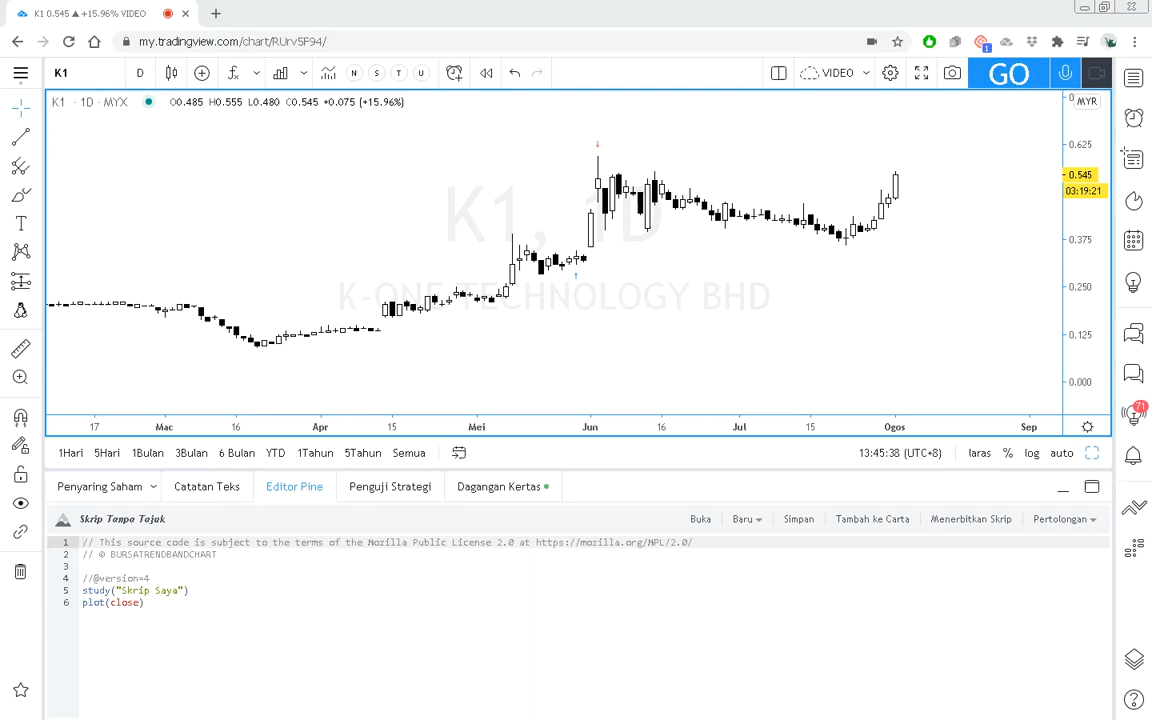 K1 0.545 ▲ +15.96% VIDEO
my.tradingview.com/chart/RUrv5F94/
1
K1 D N S T U VIDEO GO
K1 · 1D · MYX O0.485 H0.555 L0.480 C0.545 +0.075 (+15.96%)
MYR
0.625
0.545
03:19:21
0.375
0.250
0.125
0.000
K1, 1D
K-ONE TECHNOLOGY BHD
17 Mac 16 Apr 15 Mei Jun 16 Jul 15 Ogos Sep
71
1Hari 5Hari 1Bulan 3Bulan 6 Bulan YTD 1Tahun 5Tahun Semua 13:45:38 (UTC+8) laras % log auto
Penyaring Saham Catatan Teks Editor Pine Penguji Strategi Dagangan Kertas
Skrip Tanpa Tajuk Buka Baru Simpan Tambah ke Carta Menerbitkan Skrip Pertolongan
1 // This source code is subject to the terms of the Mozilla Public License 2.0 at https://mozilla.org/MPL/2.0/
2 // © BURSATRENDBANDCHART
3
4 //@version=4
5 study("Skrip Saya")
6 plot(close)